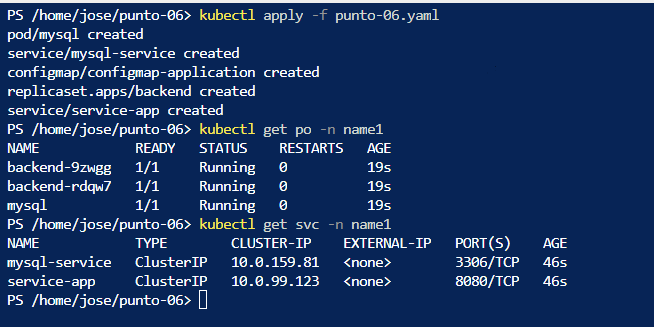 PS /home/jose/punto-06> kubectl apply -f punto-06.yaml
pod/mysql created
service/mysql-service created
configmap/configmap-application created
replicaset.apps/backend created
service/service-app created
PS /home/jose/punto-06> kubectl get po -n name1
NAME READY STATUS RESTARTS AGE
backend-9zwgg 1/1 Running 0 19s
backend-rdqw7 1/1 Running 0 19s
mysql 1/1 Running 0 19s
PS /home/jose/punto-06> kubectl get svc -n name1
NAME TYPE CLUSTER-IP EXTERNAL-IP PORT(S) AGE
mysql-service ClusterIP 10.0.159.81 <none> 3306/TCP 46s
service-app ClusterIP 10.0.99.123 <none> 8080/TCP 46s
PS /home/jose/punto-06>